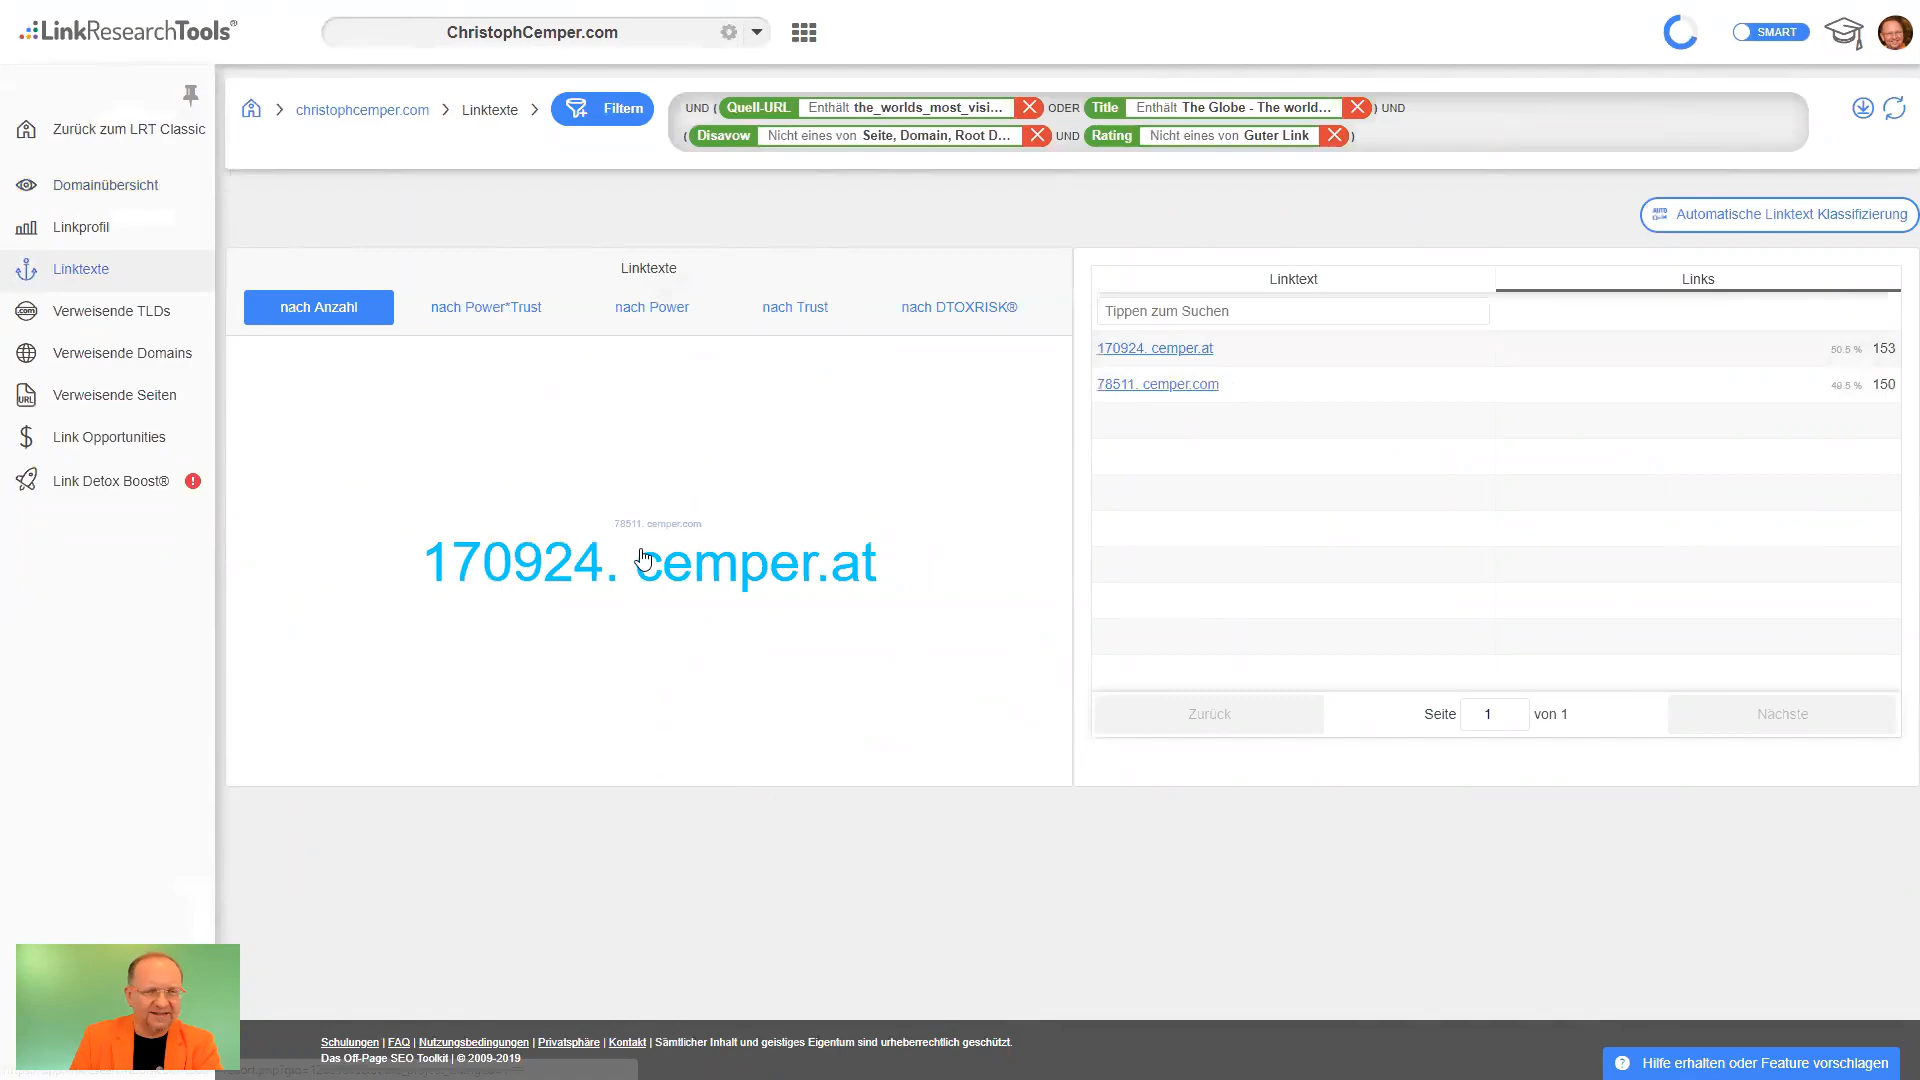 LinkResearchTools®
ChristophCemper.com
SMART
christophcemper.com
Linktexte
Filtern
UND ( Quell-URL Enthält the_worlds_most_visi... ODER Title Enthält The Globe - The world... ) UND
( Disavow Nicht eines von Seite, Domain, Root D... UND Rating Nicht eines von Guter Link )
Zurück zum LRT Classic
Domainübersicht
Linkprofil
Linktexte
Verweisende TLDs
Verweisende Domains
URL
Verweisende Seiten
Link Opportunities
Link Detox Boost® !
AUTO
Automatische Linktext Klassifizierung
Linktexte
nach Anzahl
nach Power*Trust
nach Power
nach Trust
nach DTOXRISK®
78511. cemper.com
170924. cemper.at
Linktext Links
Tippen zum Suchen
170924. cemper.at 50.5 % 153
78511. cemper.com 49.5 % 150
Zurück Seite 1 von 1 Nächste
Schulungen | FAQ | Nutzungsbedingungen | Privatsphäre | Kontakt | Sämtlicher Inhalt und geistiges Eigentum sind urheberrechtlich geschützt.
Das Off-Page SEO Toolkit | © 2009-2019
? Hilfe erhalten oder Feature vorschlagen